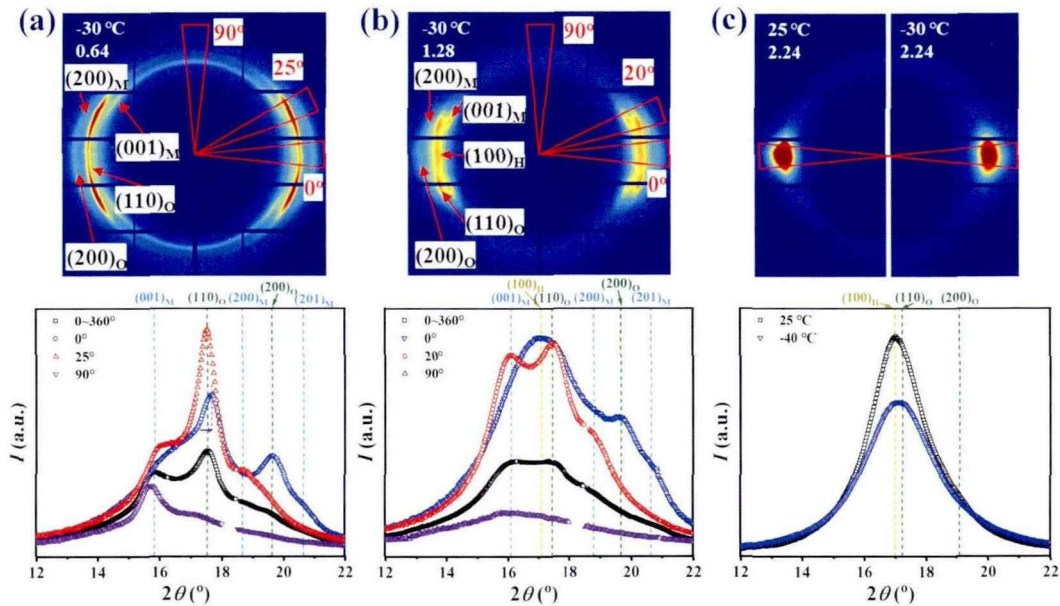 (a)
-30 °C
0.64
90°
25°
0°
(200)M
(001)M
(110)O
(200)O
(b)
-30 °C
1.28
90°
20°
0°
(200)M
(001)M
(100)H
(200)O
(110)O
(c)
25 °C
2.24
-30 °C
2.24
(001)M
(110)O
(200)M
(200)O
(201)M
0~360°
0°
25°
90°
I (a.u.)
12 14 16 18 20 22
2θ (°)
(100)H
(001)M
(110)O
(200)M
(200)O
(201)M
0~360°
0°
20°
90°
I (a.u.)
12 14 16 18 20 22
2θ (°)
(100)H
(110)O
(200)O
25 °C
-40 °C
I (a.u.)
12 14 16 18 20 22
2θ (°)